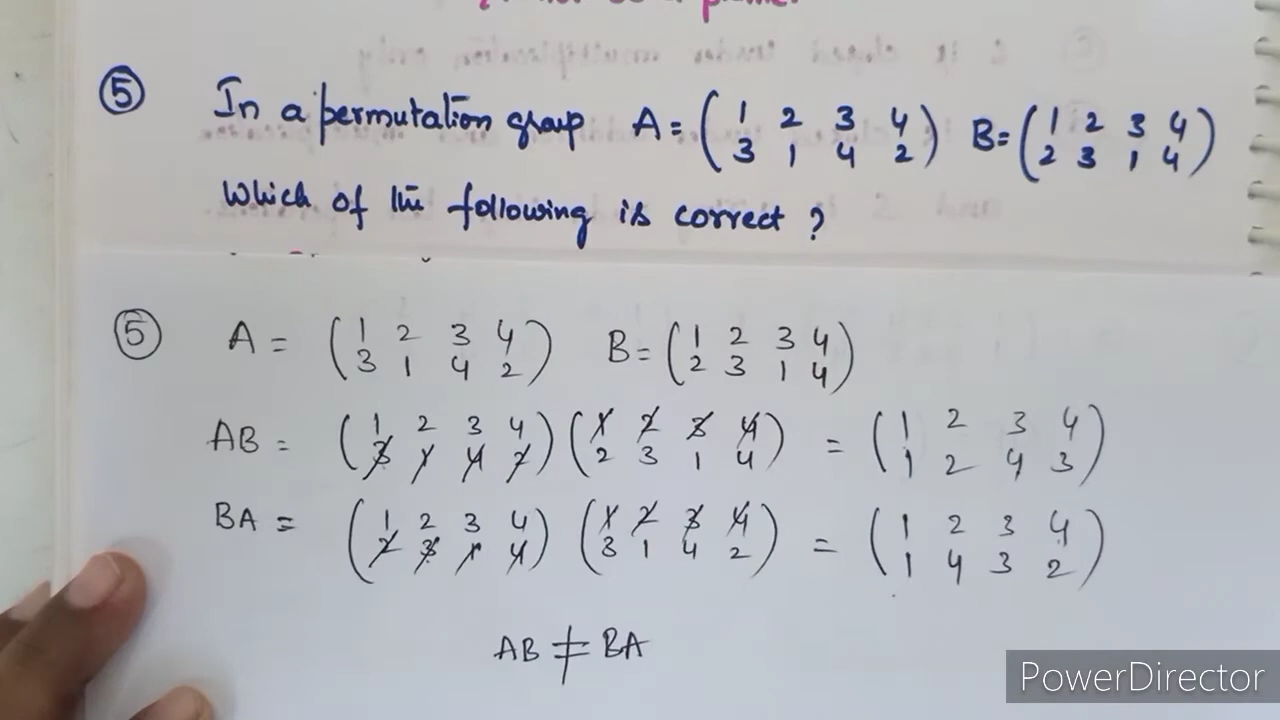 ⑤ In a permutation group A = (1 2 3 4 / 3 1 4 2) B = (1 2 3 4 / 2 3 1 4)
Which of the following is correct ?
⑤ A = (1 2 3 4 / 3 1 4 2) B = (1 2 3 4 / 2 3 1 4)
AB = (1 2 3 4 / 3 1 4 2) (1 2 3 4 / 2 3 1 4) = (1 2 3 4 / 1 2 4 3)
BA = (1 2 3 4 / 2 3 1 4) (1 2 3 4 / 3 1 4 2) = (1 2 3 4 / 1 4 3 2)
AB ≠ BA
PowerDirector